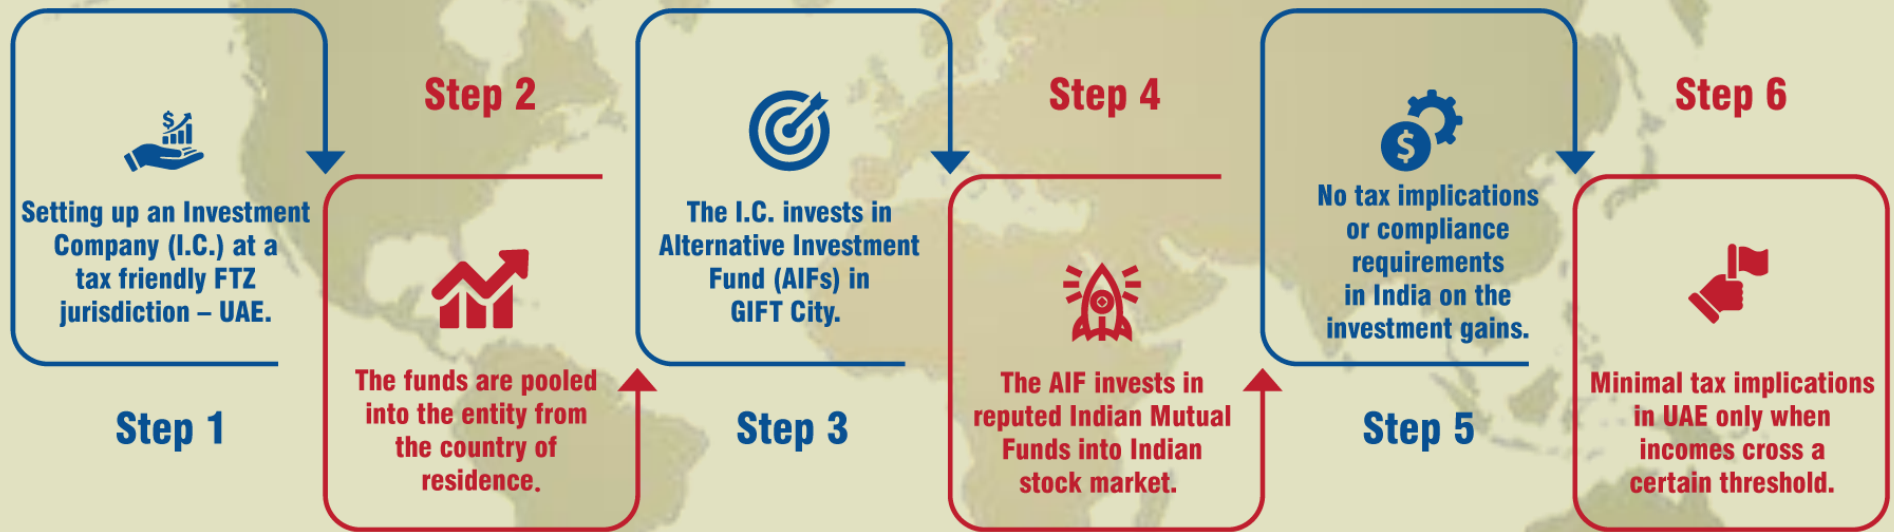 Step 1
Setting up an Investment
Company (I.C.) at a
tax friendly FTZ
jurisdiction – UAE.
Step 2
The funds are pooled
into the entity from
the country of
residence.
Step 3
The I.C. invests in
Alternative Investment
Fund (AIFs) in
GIFT City.
Step 4
The AIF invests in
reputed Indian Mutual
Funds into Indian
stock market.
Step 5
No tax implications
or compliance
requirements
in India on the
investment gains.
Step 6
Minimal tax implications
in UAE only when
incomes cross a
certain threshold.